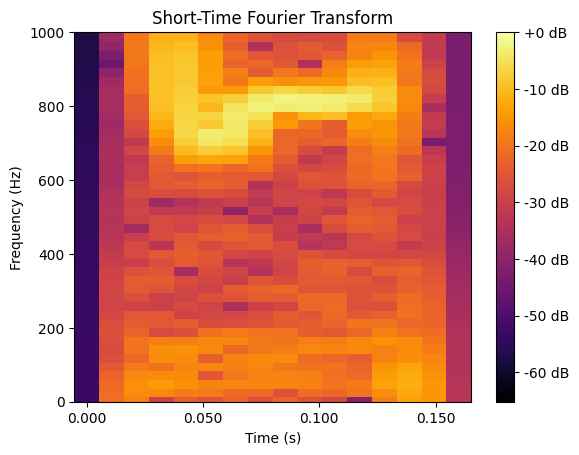 Short-Time Fourier Transform
1000
800
600
400
200
0
Frequency (Hz)
0.000
0.050
0.100
0.150
Time (s)
+0 dB
-10 dB
-20 dB
-30 dB
-40 dB
-50 dB
-60 dB